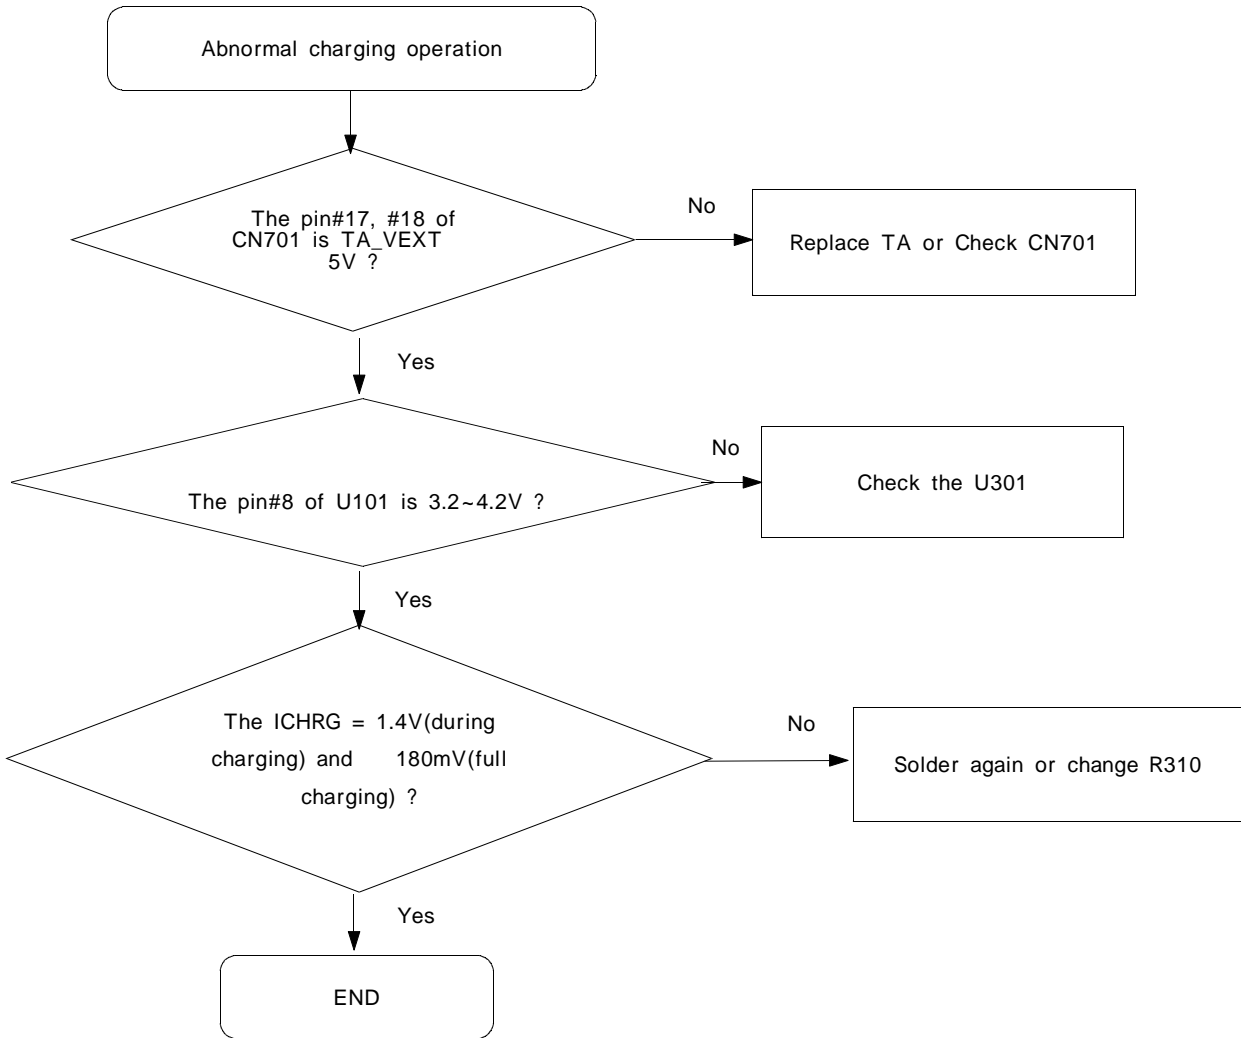 Abnormal charging operation
The pin#17, #18 of
CN701 is TA_VEXT
5V ?
No
Replace TA or Check CN701
Yes
The pin#8 of U101 is 3.2~4.2V ?
No
Check the U301
Yes
The ICHRG = 1.4V(during
charging) and 180mV(full
charging) ?
No
Solder again or change R310
Yes
END